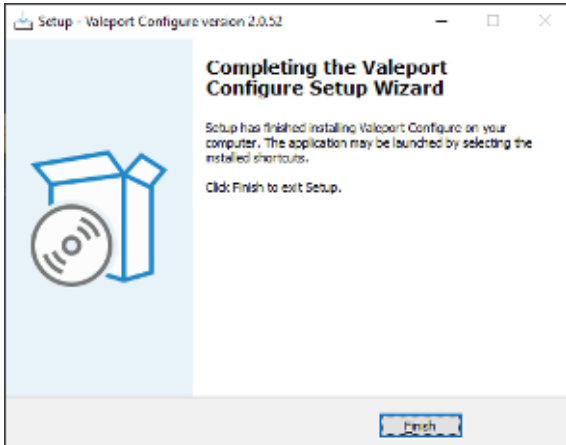 Setup - Valeport Configure version 2.0.52
Completing the Valeport
Configure Setup Wizard
Setup has finished installing Valeport Configure on your
computer. The application may be launched by selecting the
installed shortcuts.
Click Finish to exit Setup.
Finish